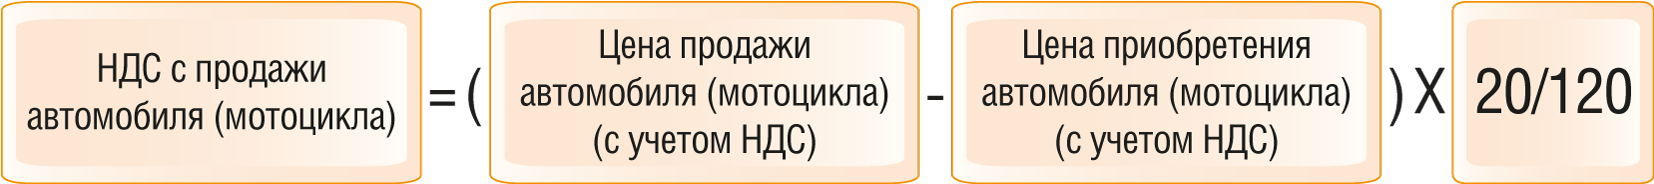 НДС с продажи
автомобиля (мотоцикла)
=(
Цена продажи
автомобиля (мотоцикла)
(с учетом НДС)
-
Цена приобретения
автомобиля (мотоцикла)
(с учетом НДС)
) X
20/120